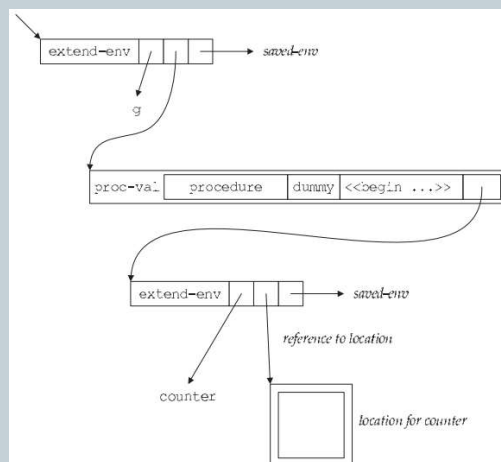 extend-env saved-env
g
proc-val procedure dummy <<begin ...>>
extend-env saved-env
reference to location
counter
location for counter